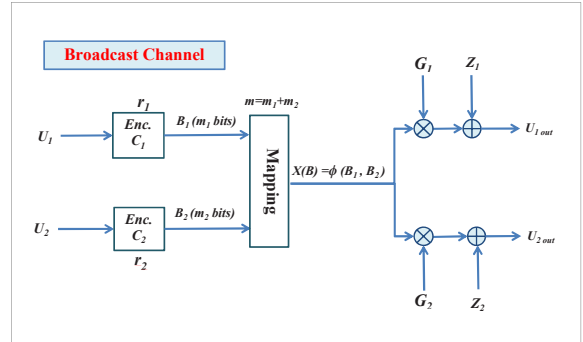 Broadcast Channel
r1
m=m1+m2
G1
Z1
U1
Enc.
C1
B1 (m1 bits)
U1 out
Mapping
X(B) =ϕ (B1 , B2 )
U2
Enc.
C2
B2 (m2 bits)
r2
U2 out
G2
Z2